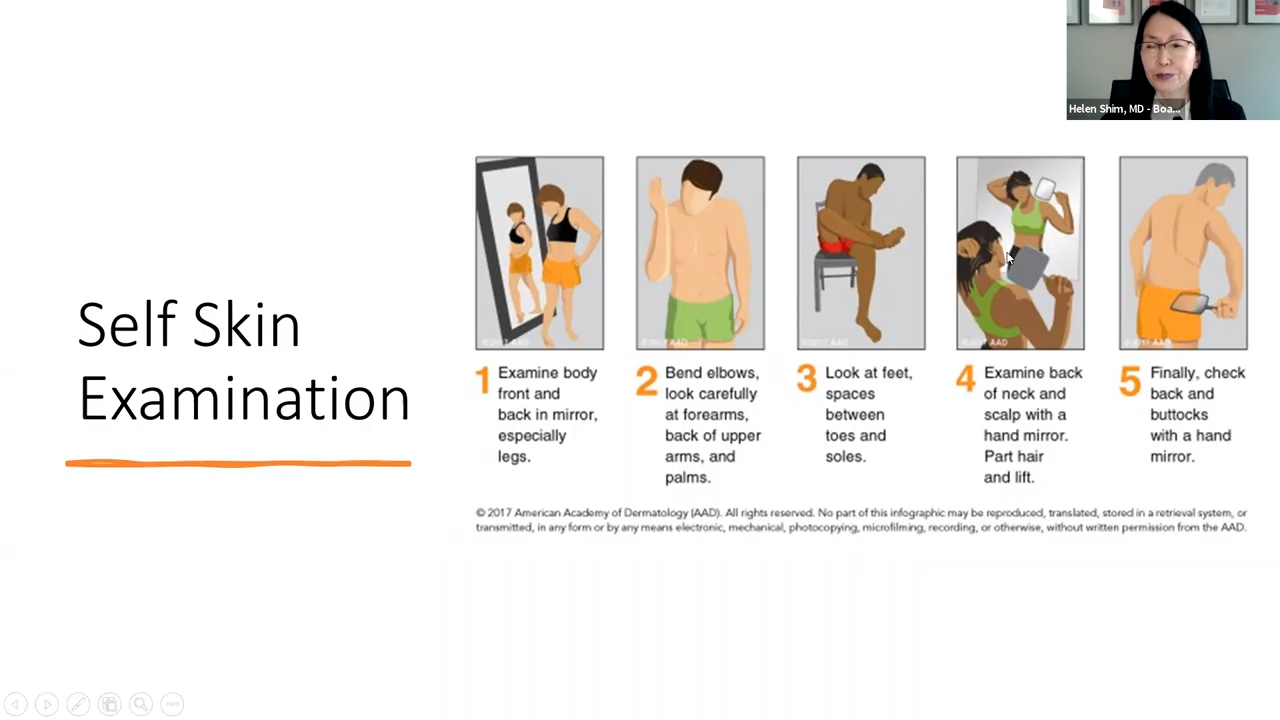 Helen Shim, MD - Boa...
Self Skin
Examination
1 Examine body
front and
back in mirror,
especially
legs.
2 Bend elbows,
look carefully
at forearms,
back of upper
arms, and
palms.
3 Look at feet,
spaces
between
toes and
soles.
4 Examine back
of neck and
scalp with a
hand mirror.
Part hair
and lift.
5 Finally, check
back and
buttocks
with a hand
mirror.
© 2017 American Academy of Dermatology (AAD). All rights reserved. No part of this infographic may be reproduced, translated, stored in a retrieval system, or
transmitted, in any form or by any means electronic, mechanical, photocopying, microfilming, recording, or otherwise, without written permission from the AAD.